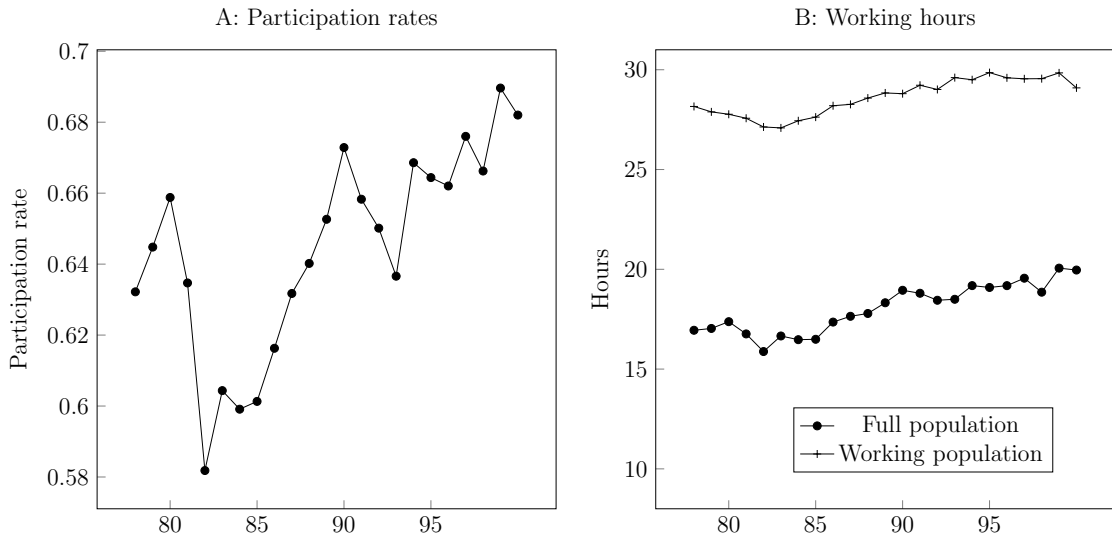 A: Participation rates
0.7
0.68
0.66
0.64
0.62
0.6
0.58
Participation rate
80 85 90 95
B: Working hours
30
25
20
15
10
Hours
Full population
Working population
80 85 90 95